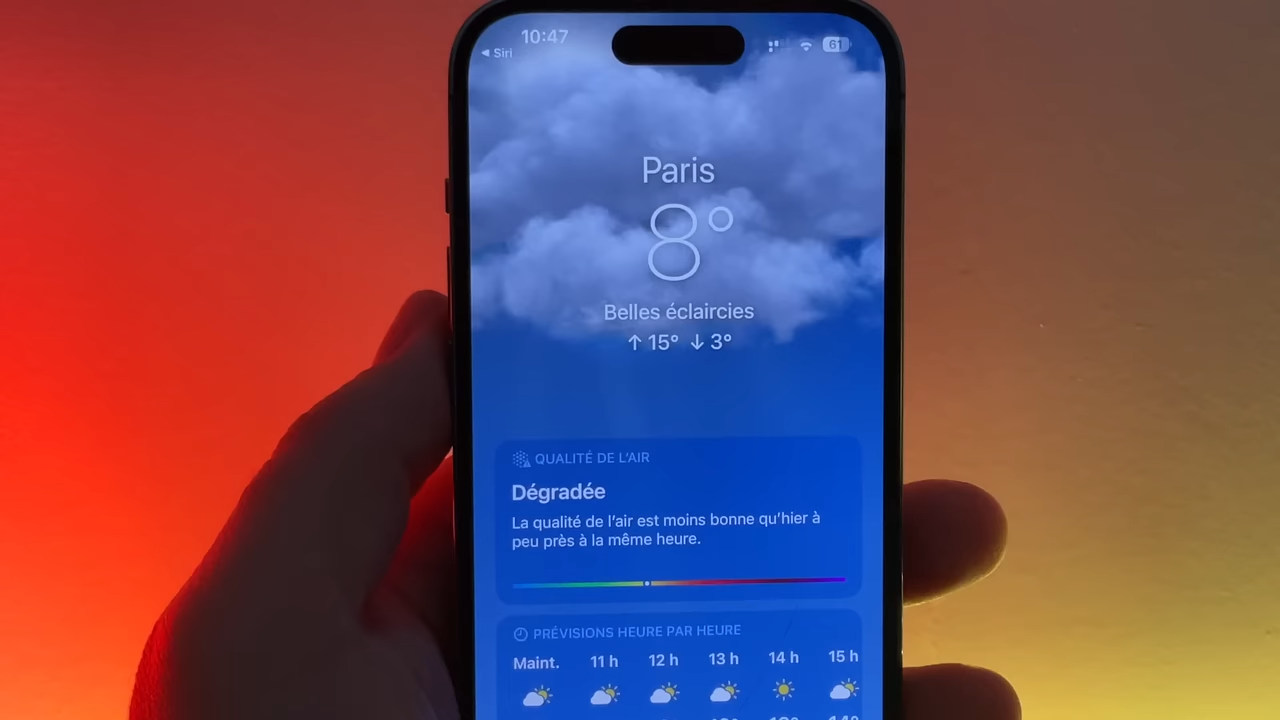 10:47
◀ Siri
61
Paris
8°
Belles éclaircies
↑ 15° ↓ 3°
QUALITÉ DE L'AIR
Dégradée
La qualité de l'air est moins bonne qu'hier à
peu près à la même heure.
PRÉVISIONS HEURE PAR HEURE
Maint. 11 h 12 h 13 h 14 h 15 h